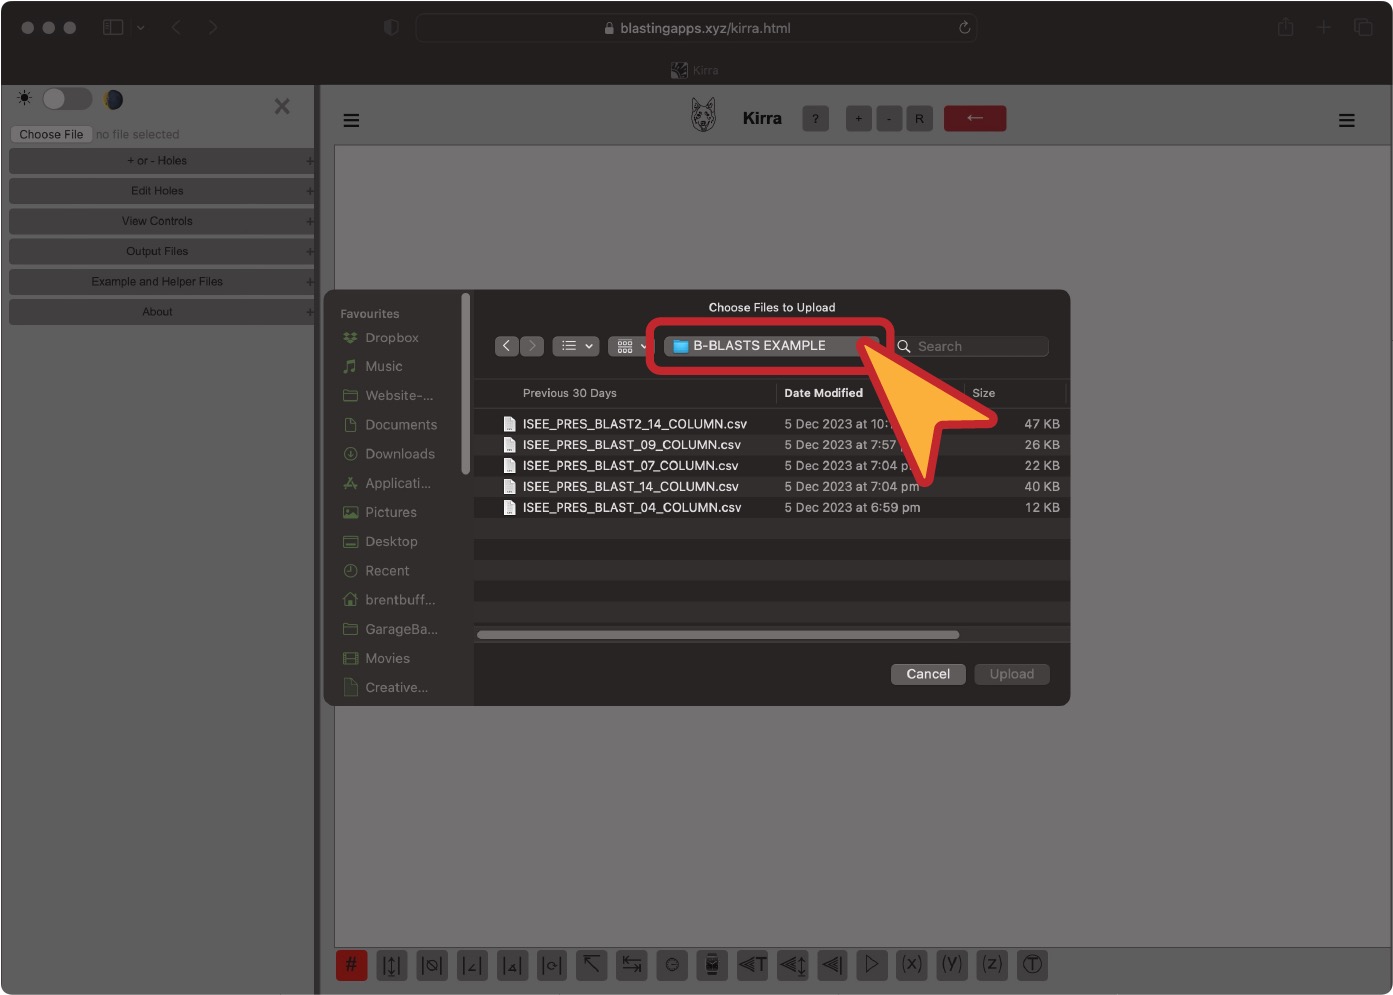 blastingapps.xyz/kirra.html
Kirra
Choose File no file selected
+ or - Holes +
Edit Holes +
View Controls +
Output Files +
Example and Helper Files +
About +
Kirra ? + - R ←
Choose Files to Upload
B-BLASTS EXAMPLE
Search
Favourites
Dropbox
Music
Website-...
Documents
Downloads
Applicati...
Pictures
Desktop
Recent
brentbuff...
GarageBa...
Movies
Creative...
Previous 30 Days Date Modified Size
ISEE_PRES_BLAST2_14_COLUMN.csv 5 Dec 2023 at 10: 47 KB
ISEE_PRES_BLAST_09_COLUMN.csv 5 Dec 2023 at 7:57 26 KB
ISEE_PRES_BLAST_07_COLUMN.csv 5 Dec 2023 at 7:04 p 22 KB
ISEE_PRES_BLAST_14_COLUMN.csv 5 Dec 2023 at 7:04 pm 40 KB
ISEE_PRES_BLAST_04_COLUMN.csv 5 Dec 2023 at 6:59 pm 12 KB
Cancel Upload
# T (x) (y) (z) T